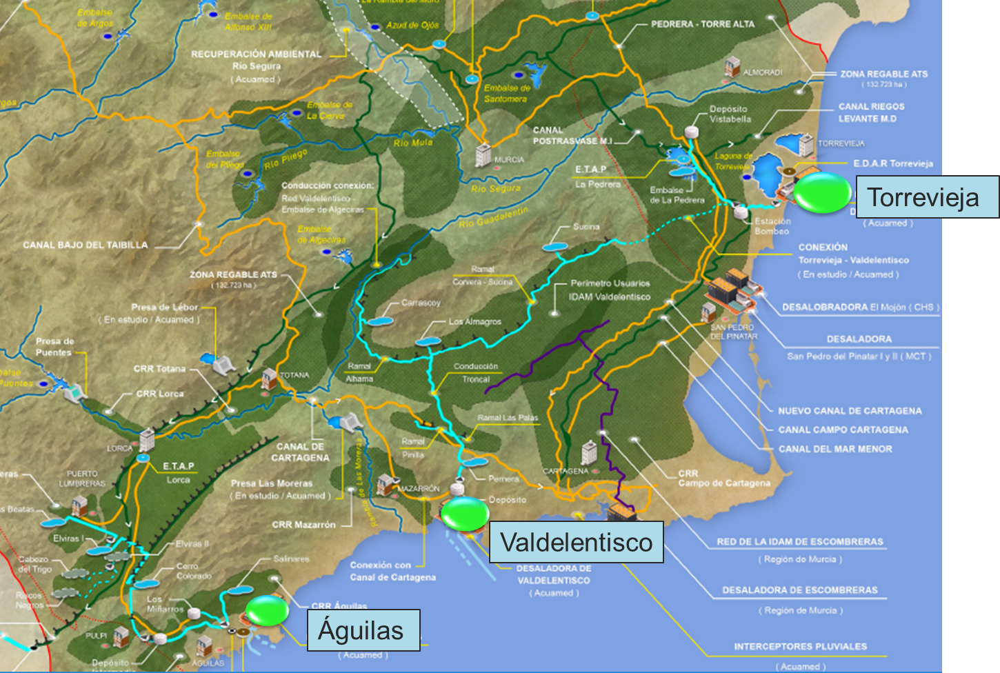 La Rambla del Moro
Embalse
de Argos
Embalse de
Alfonso XIII
Azud de Ojós
PEDRERA - TORRE ALTA
RECUPERACIÓN AMBIENTAL
Río Segura
( Acuamed )
ALMORADI
ZONA REGABLE ATS
( 132.723 ha )
Embalse de
Santomera
Embalse de
La Cierva
Depósito
Vistabella
CANAL RIEGOS
LEVANTE M.D
CANAL
POSTRASVASE M.I
Río Mula
TORREVIEJA
Embalse
del Pliego
Río Pliego
MURCIA
Laguna de
Torrevieja
E.D.A.R Torrevieja
E.T.A.P
La Pedrera
Río Segura
Conducción conexión:
Red Valdelentisco -
Embalse de Algeciras
Embalse
de La Pedrera
Torrevieja
( Acuamed )
Río Guadalentín
Estación
Bombeo
Embalse
de Algeciras
Sucina
CANAL BAJO DEL TAIBILLA
CONEXIÓN
Torrevieja - Valdelentisco
( En estudio / Acuamed )
ZONA REGABLE ATS
( 132.723 ha )
Ramal
Corvera - Sucina
Perímetro Usuarios
IDAM Valdelentisco
Presa de Lébor
( En estudio / Acuamed )
Carrascoy
DESALOBRADORA El Mojón ( CHS )
Los Almagros
SAN PEDRO
DEL PINATAR
DESALADORA
San Pedro del Pinatar I y II ( MCT )
Presa de
Puentes
CRR Totana
Ramal
Alhama
Conducción
Troncal
TOTANA
Puentes
CRR Lorca
NUEVO CANAL DE CARTAGENA
Ramal Las Palas
CANAL CAMPO CARTAGENA
LORCA
CANAL DE
CARTAGENA
Ramal
Pinilla
CANAL DEL MAR MENOR
E.T.A.P
Lorca
Rambla de Las Moreras
CARTAGENA
CRR
Campo de Cartagena
PUERTO
LUMBRERAS
Presa Las Moreras
( En estudio / Acuamed )
MAZARRÓN
Pernera
Depósito
s Beatas
CRR Mazarrón
Elviras I
Elviras II
Valdelentisco
RED DE LA IDAM DE ESCOMBRERAS
( Región de Murcia )
Cabezo
del Trigo
Cerro
Colorado
Salinares
Conexión con
Canal de Cartagena
DESALADORA DE
VALDELENTISCO
( Acuamed )
DESALADORA DE ESCOMBRERAS
( Región de Murcia )
Riscos
Negros
Los
Miñarros
CRR Águilas
Águilas
PULPI
ÁGUILAS
( Acuamed )
INTERCEPTORES PLUVIALES
( Acuamed )
Depósito